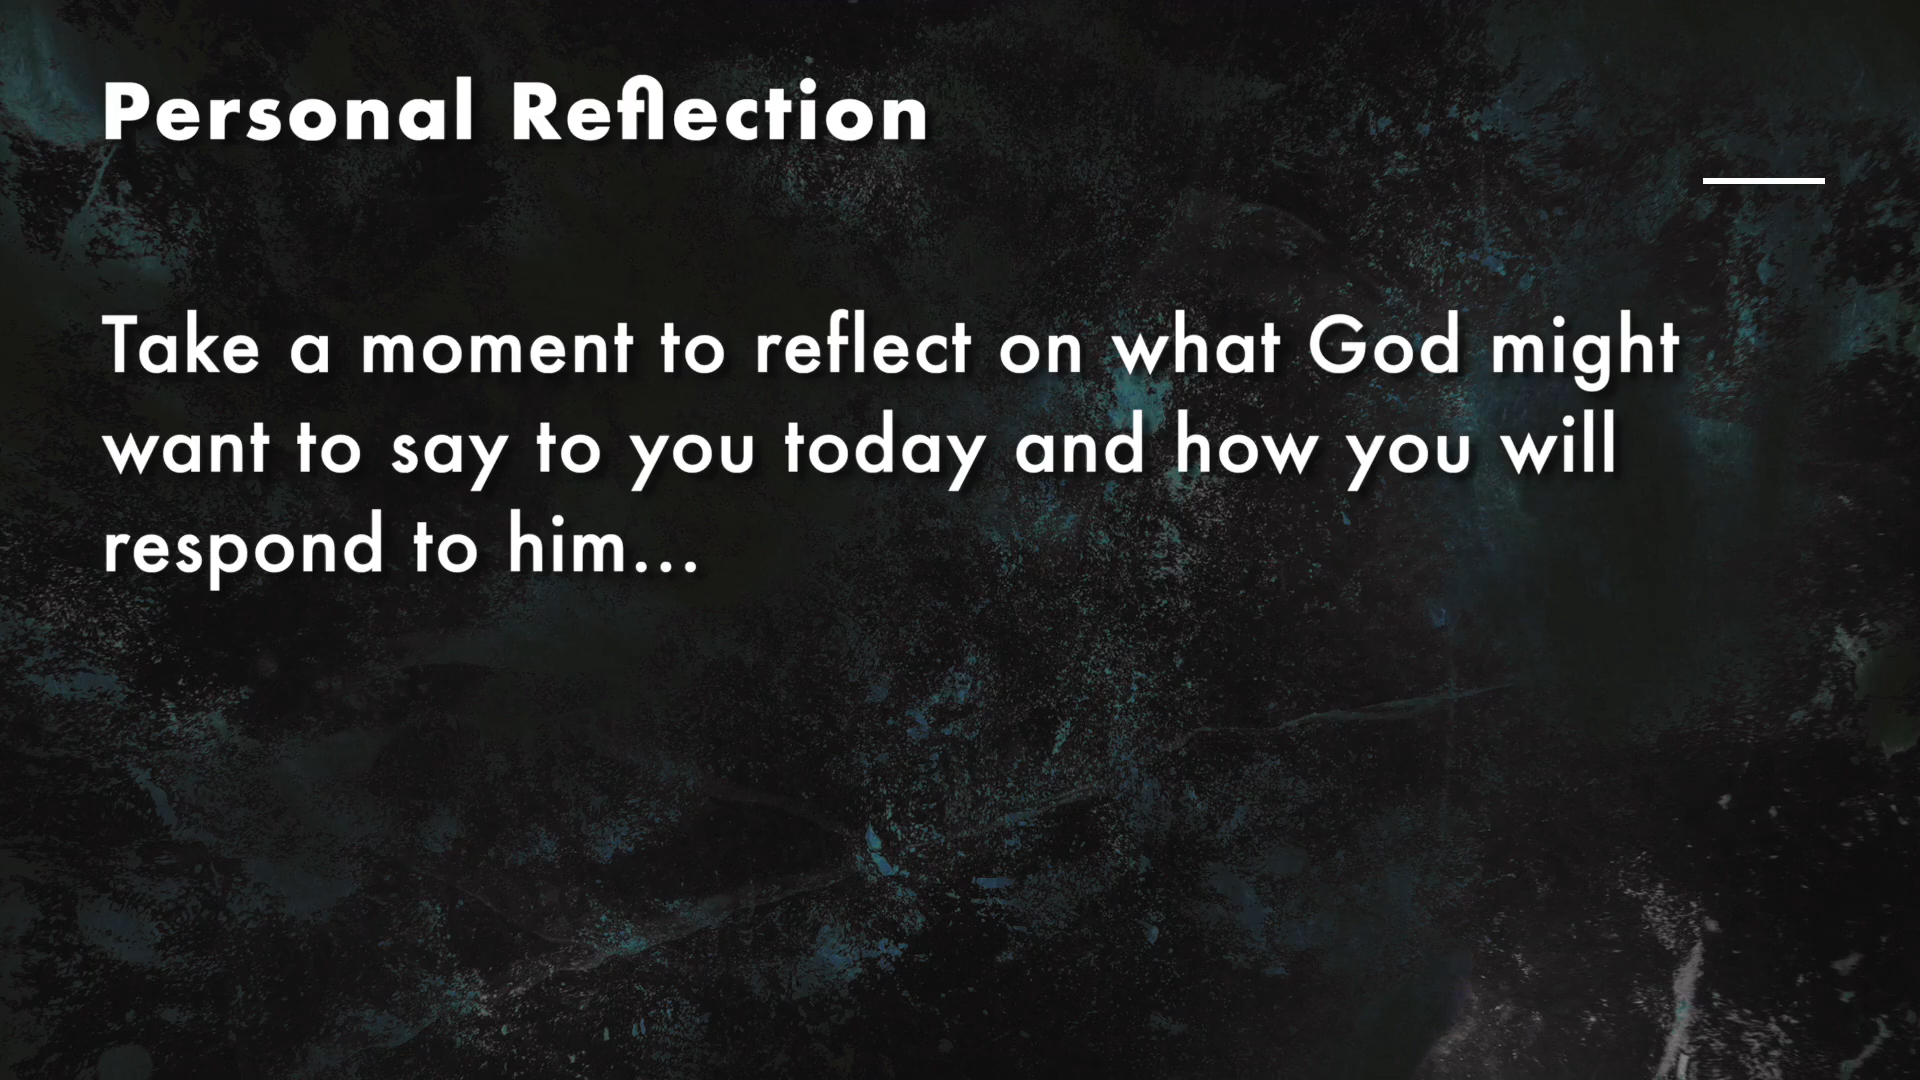 Personal Reflection
Take a moment to reflect on what God might
want to say to you today and how you will
respond to him...